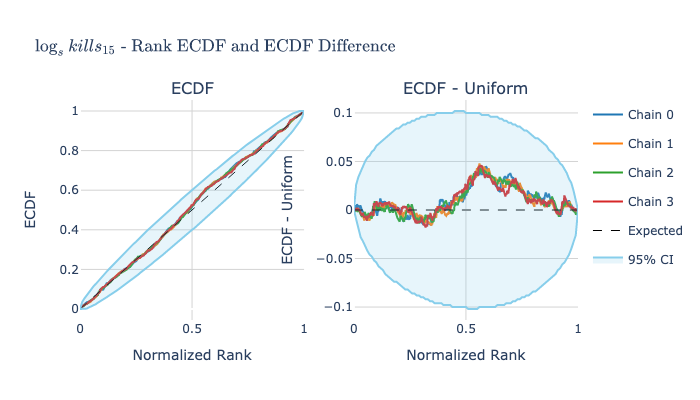 log_s kills_15 - Rank ECDF and ECDF Difference
ECDF
ECDF - Uniform
ECDF
1
0.8
0.6
0.4
0.2
0
0
0.5
1
Normalized Rank
ECDF - Uniform
0.1
0.05
0
−0.05
−0.1
0
0.5
1
Normalized Rank
Chain 0
Chain 1
Chain 2
Chain 3
Expected
95% CI